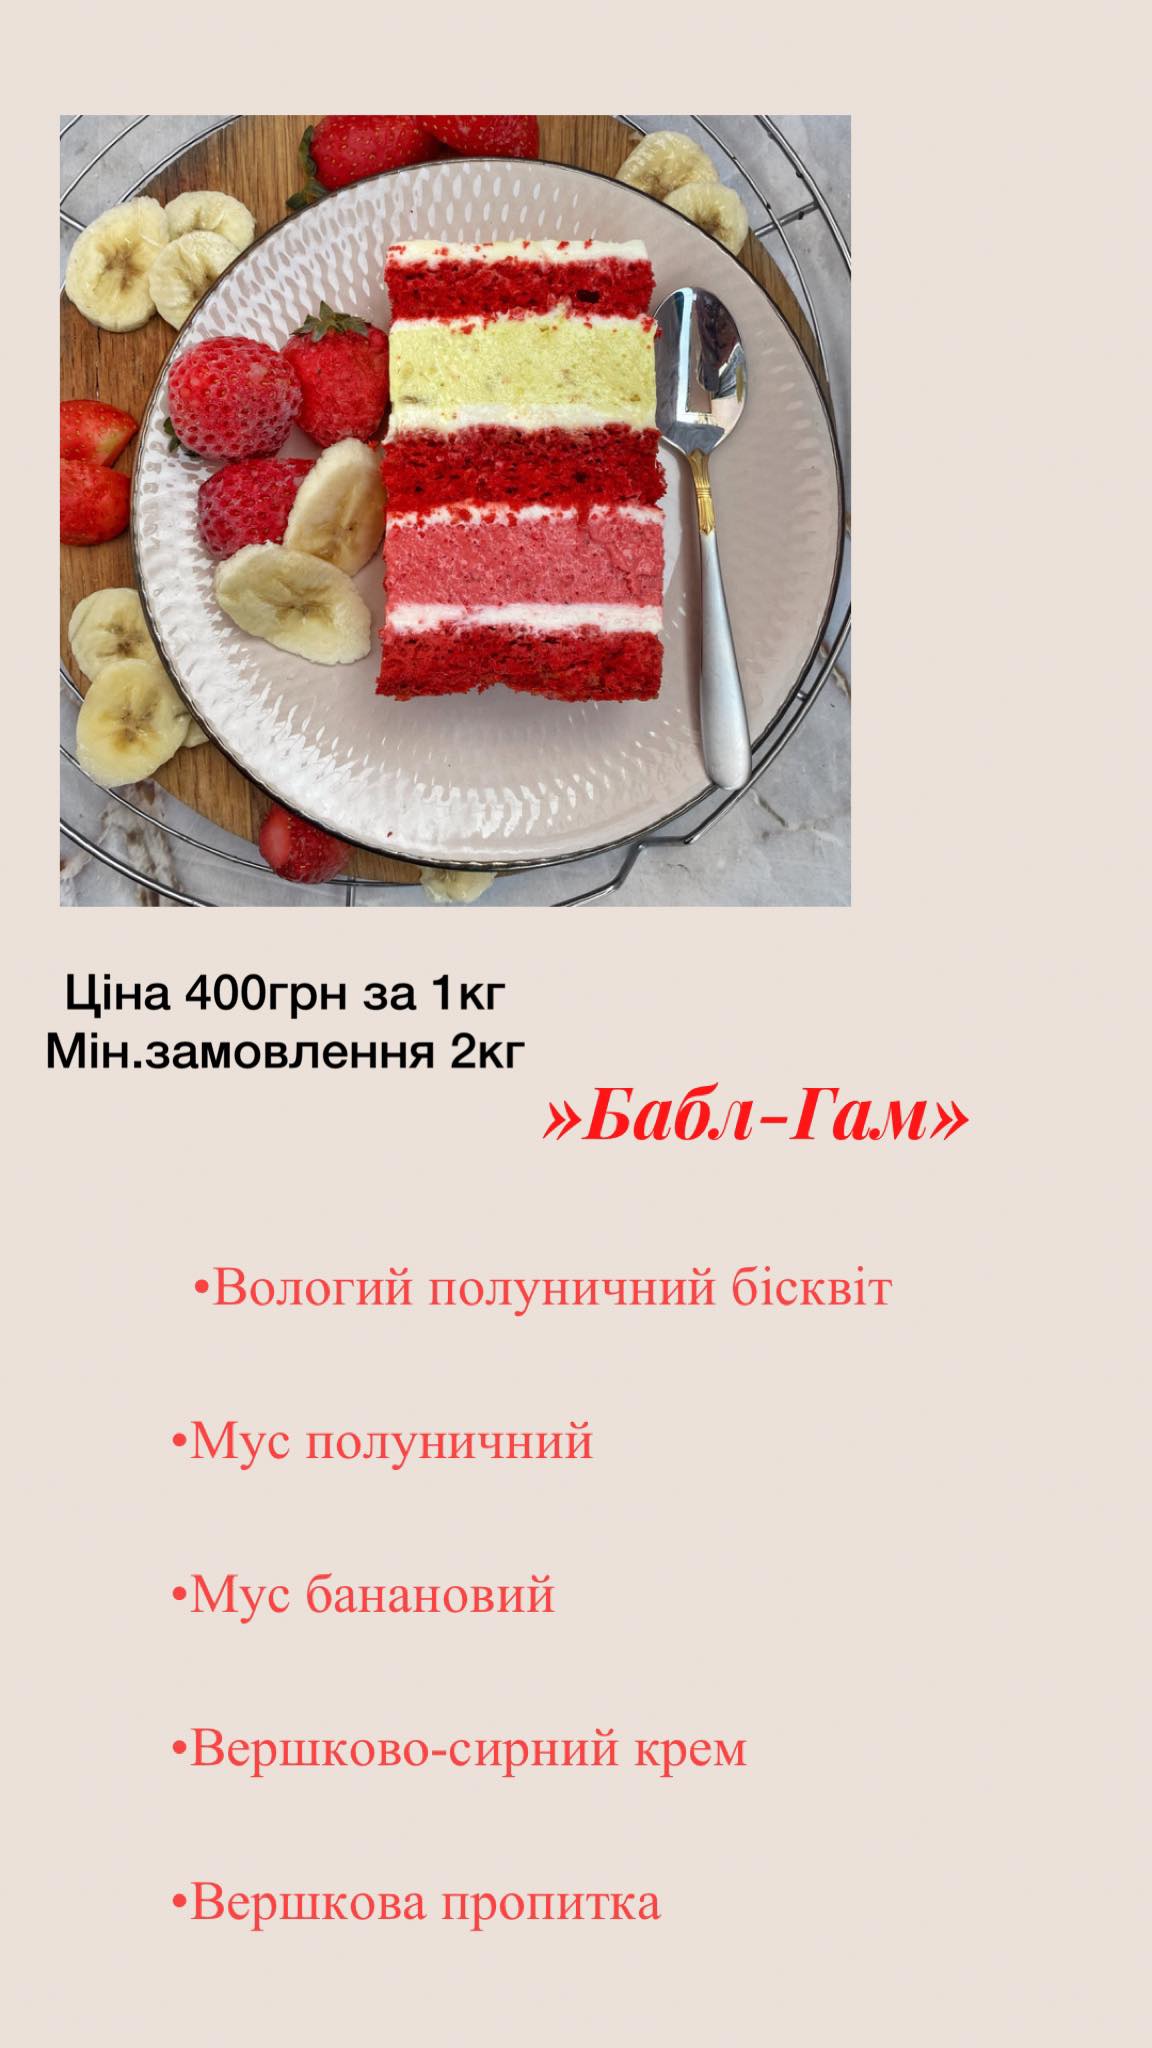 Ціна 400грн за 1кг
Мін.замовлення 2кг
»Бабл-Гам»
•Вологий полуничний бісквіт
•Мус полуничний
•Мус банановий
•Вершково-сирний крем
•Вершкова пропитка